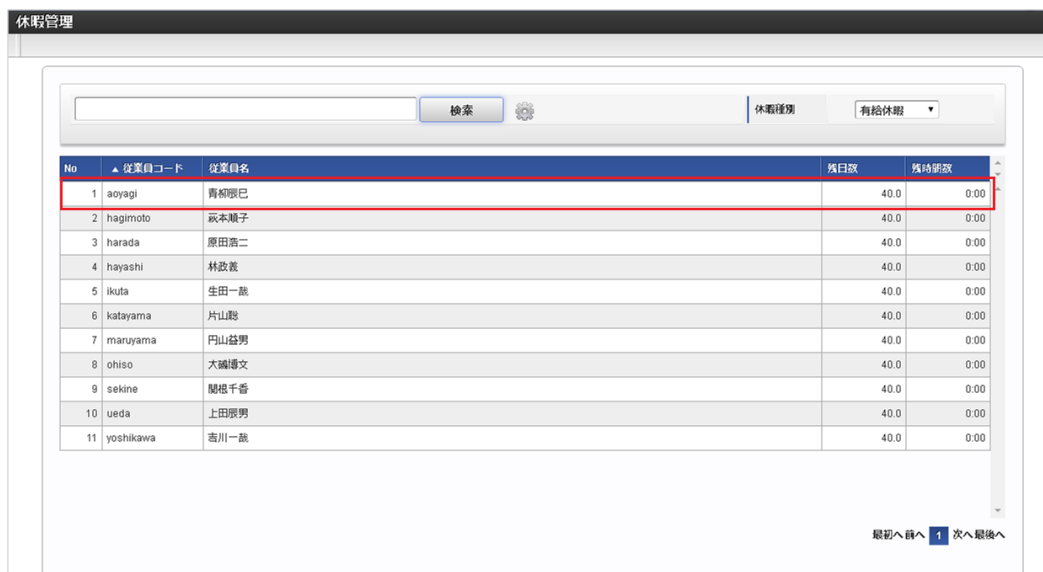 休暇管理
検索 休暇種別 有給休暇 ▼
No ▲ 従業員コード 従業員名 残日数 残時間数
1 aoyagi 青柳辰巳 40.0 0:00
2 hagimoto 萩本順子 40.0 0:00
3 harada 原田浩二 40.0 0:00
4 hayashi 林政義 40.0 0:00
5 ikuta 生田一哉 40.0 0:00
6 katayama 片山聡 40.0 0:00
7 maruyama 円山益男 40.0 0:00
8 ohiso 大磯博文 40.0 0:00
9 sekine 関根千香 40.0 0:00
10 ueda 上田辰男 40.0 0:00
11 yoshikawa 吉川一哉 40.0 0:00
最初へ 前へ 1 次へ 最後へ